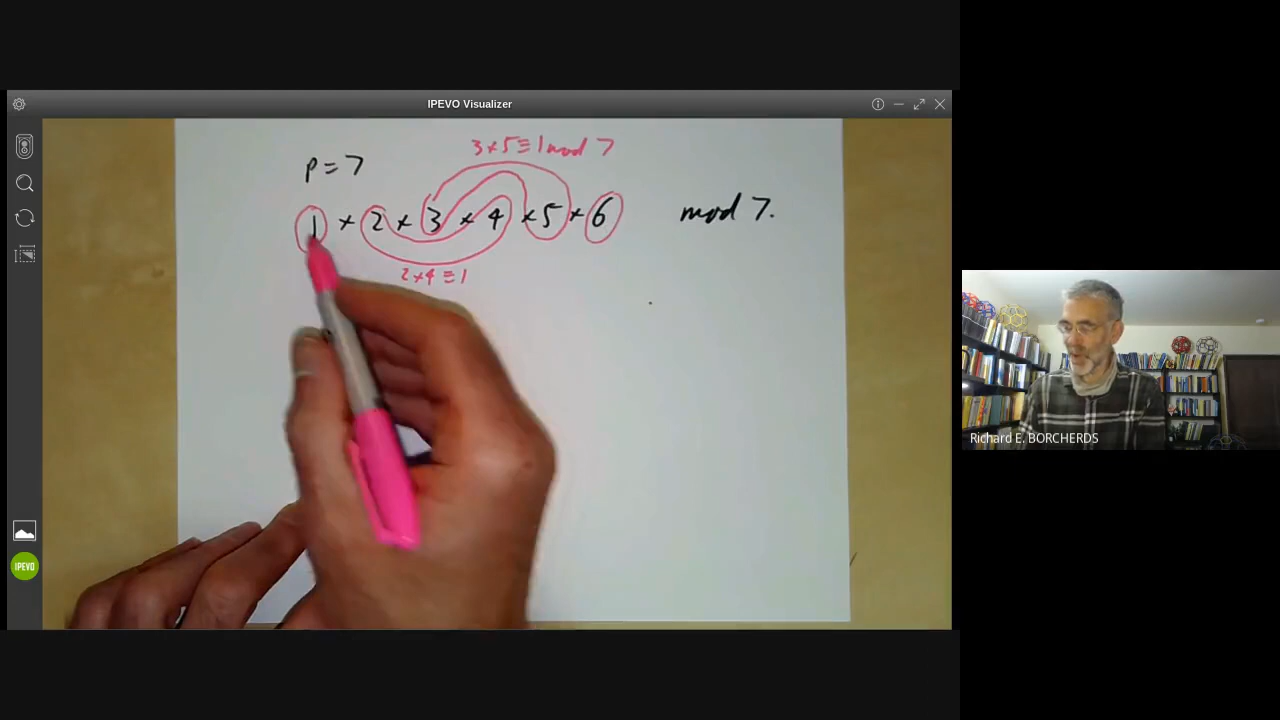 IPEVO Visualizer
3×5≡1 mod 7
p=7
1 × 2 × 3 × 4 × 5 × 6 mod 7.
2×4≡1
Richard E. BORCHERDS
IPEVO